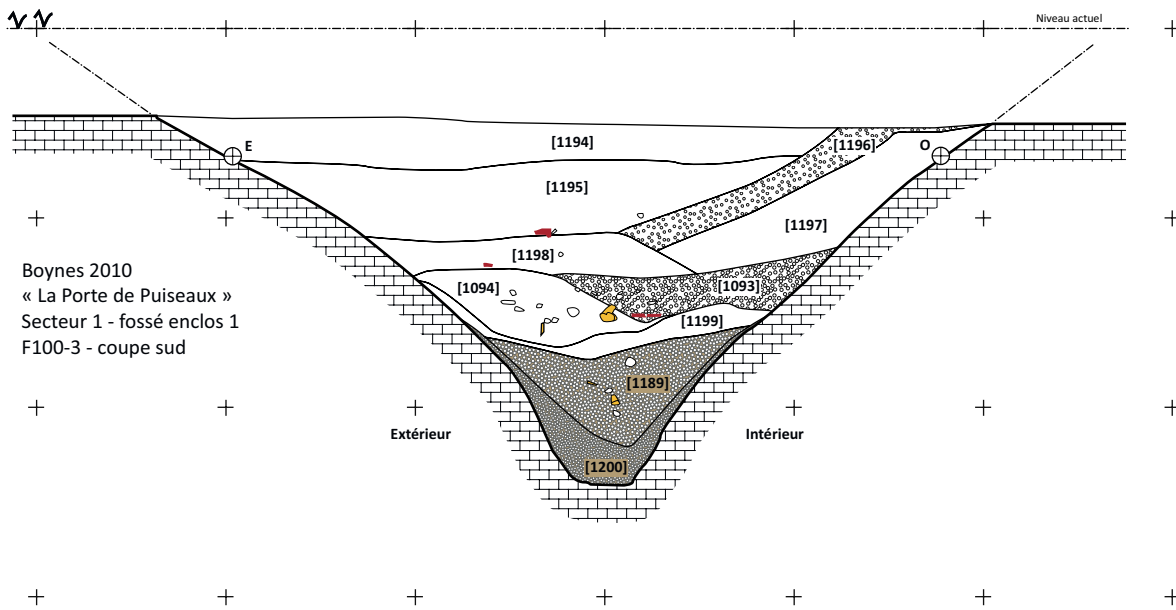 Niveau actuel
E
[1194]
[1196]
O
[1195]
[1197]
[1198]
Boynes 2010
« La Porte de Puiseaux »
Secteur 1 - fossé enclos 1
F100-3 - coupe sud
[1094]
[1093]
[1199]
[1189]
Extérieur
Intérieur
[1200]